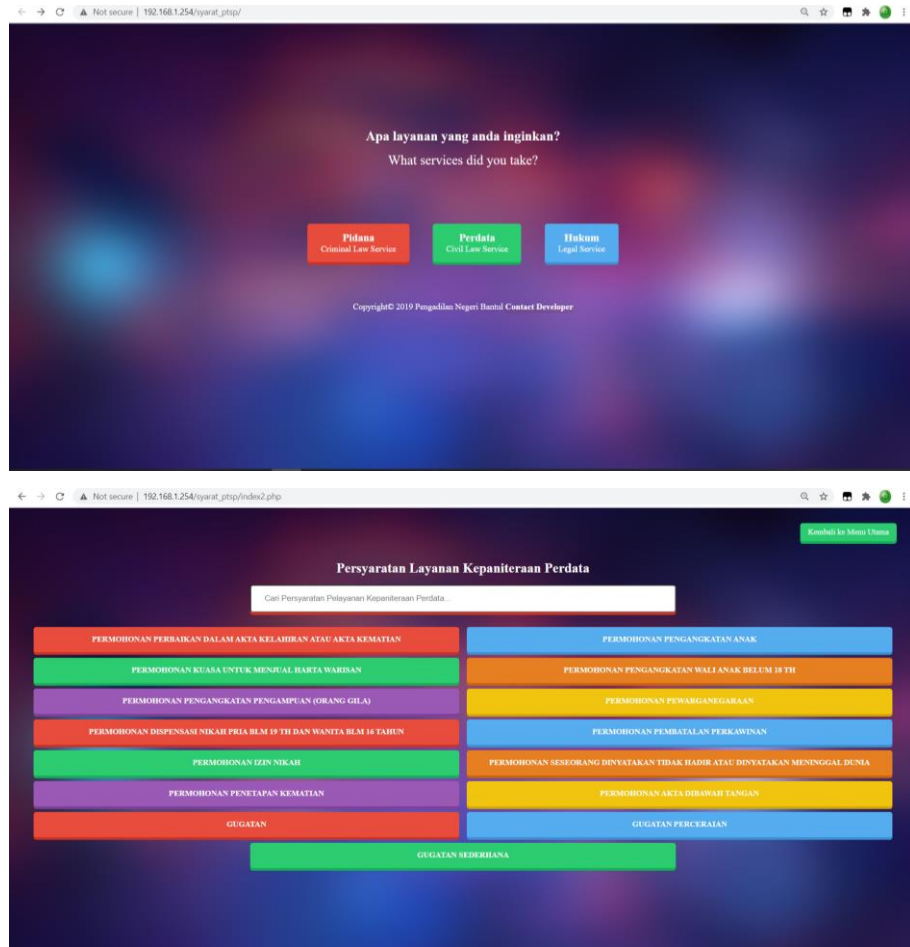 Not secure | 192.168.1.254/syarat_ptsp/
Apa layanan yang anda inginkan?
What services did you take?
Pidana
Criminal Law Service
Perdata
Civil Law Service
Hukum
Legal Service
Copyright© 2019 Pengadilan Negeri Bantul Contact Developer
Not secure | 192.168.1.254/syarat_ptsp/index2.php
Kembali ke Menu Utama
Persyaratan Layanan Kepaniteraan Perdata
Cari Persyaratan Pelayanan Kepaniteraan Perdata...
PERMOHONAN PERBAIKAN DALAM AKTA KELAHIRAN ATAU AKTA KEMATIAN
PERMOHONAN PENGANGKATAN ANAK
PERMOHONAN KUASA UNTUK MENJUAL HARTA WARISAN
PERMOHONAN PENGANGKATAN WALI ANAK BELUM 18 TH
PERMOHONAN PENGANGKATAN PENGAMPUAN (ORANG GILA)
PERMOHONAN PEWARGANEGARAAN
PERMOHONAN DISPENSASI NIKAH PRIA BLM 19 TH DAN WANITA BLM 16 TAHUN
PERMOHONAN PEMBATALAN PERKAWINAN
PERMOHONAN IZIN NIKAH
PERMOHONAN SESEORANG DINYATAKAN TIDAK HADIR ATAU DINYATAKAN MENINGGAL DUNIA
PERMOHONAN PENETAPAN KEMATIAN
PERMOHONAN AKTA DIBAWAH TANGAN
GUGATAN
GUGATAN PERCERAIAN
GUGATAN SEDERHANA